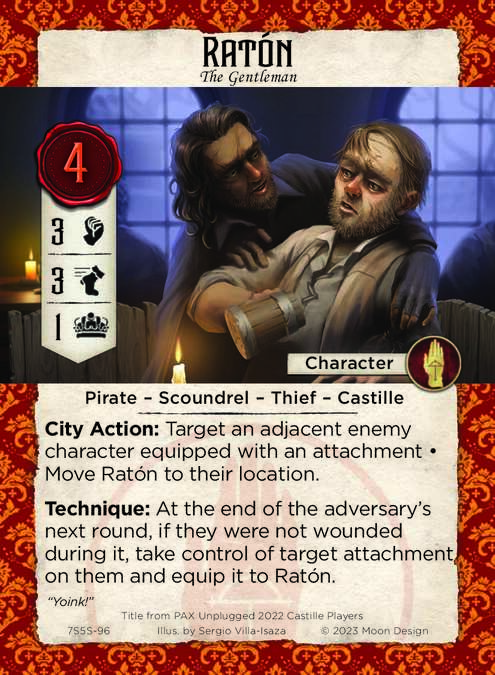 Ratón
The Gentleman
4
3
3
1
Character
Pirate – Scoundrel – Thief – Castille
City Action: Target an adjacent enemy
character equipped with an attachment •
Move Ratón to their location.
Technique: At the end of the adversary’s
next round, if they were not wounded
during it, take control of target attachment
on them and equip it to Ratón.
“Yoink!”
Title from PAX Unplugged 2022 Castille Players
7S5S-96 Illus. by Sergio Villa-Isaza © 2023 Moon Design